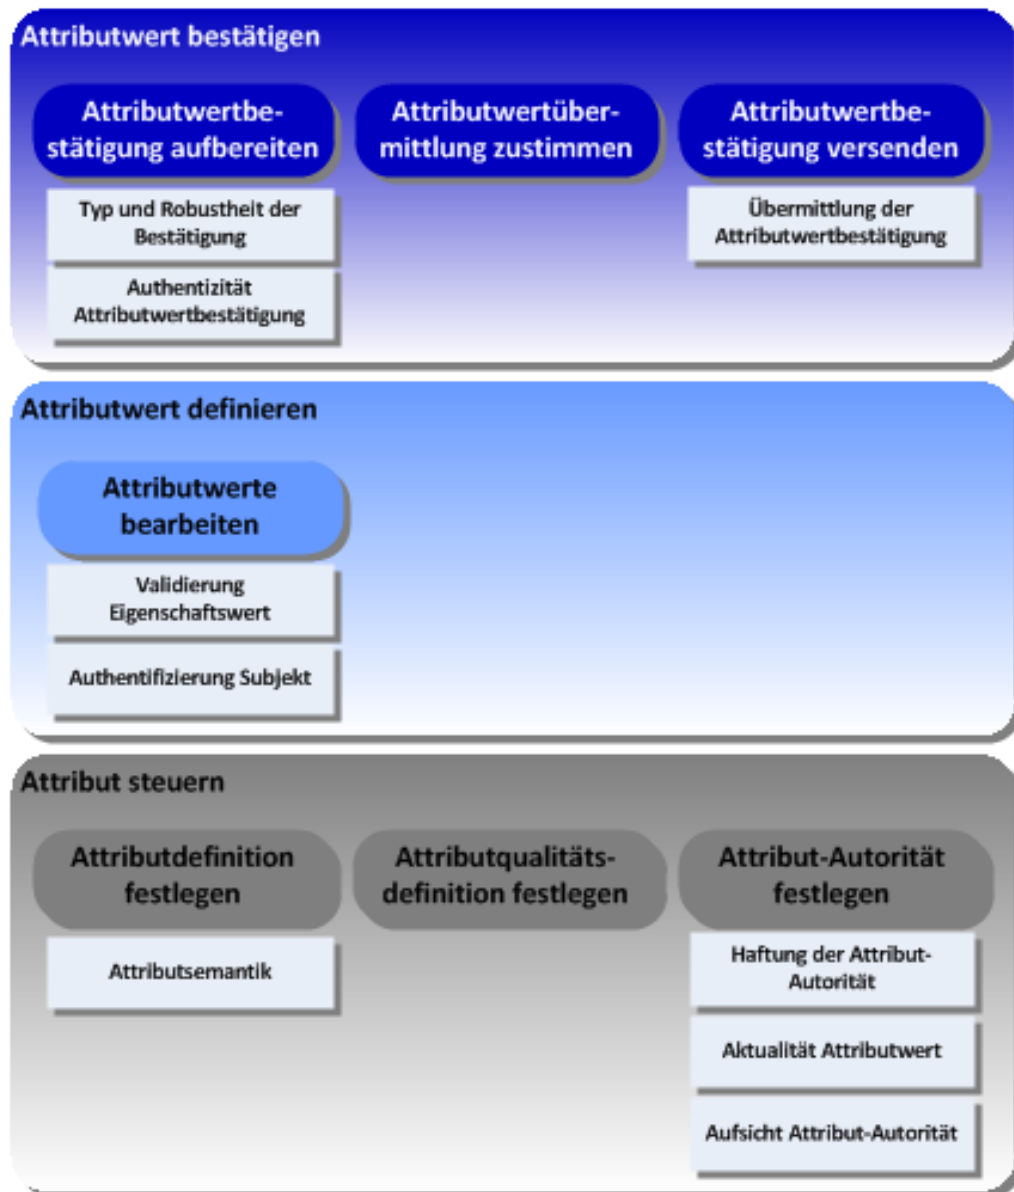 Attributwert bestätigen
Attributwertbe-
stätigung aufbereiten
Typ und Robustheit der
Bestätigung
Authentizität
Attributwertbestätigung
Attributwertüber-
mittlung zustimmen
Attributwertbe-
stätigung versenden
Übermittlung der
Attributwertbestätigung
Attributwert definieren
Attributwerte
bearbeiten
Validierung
Eigenschaftswert
Authentifizierung Subjekt
Attribut steuern
Attributdefinition
festlegen
Attributsemantik
Attributqualitäts-
definition festlegen
Attribut-Autorität
festlegen
Haftung der Attribut-
Autorität
Aktualität Attributwert
Aufsicht Attribut-Autorität